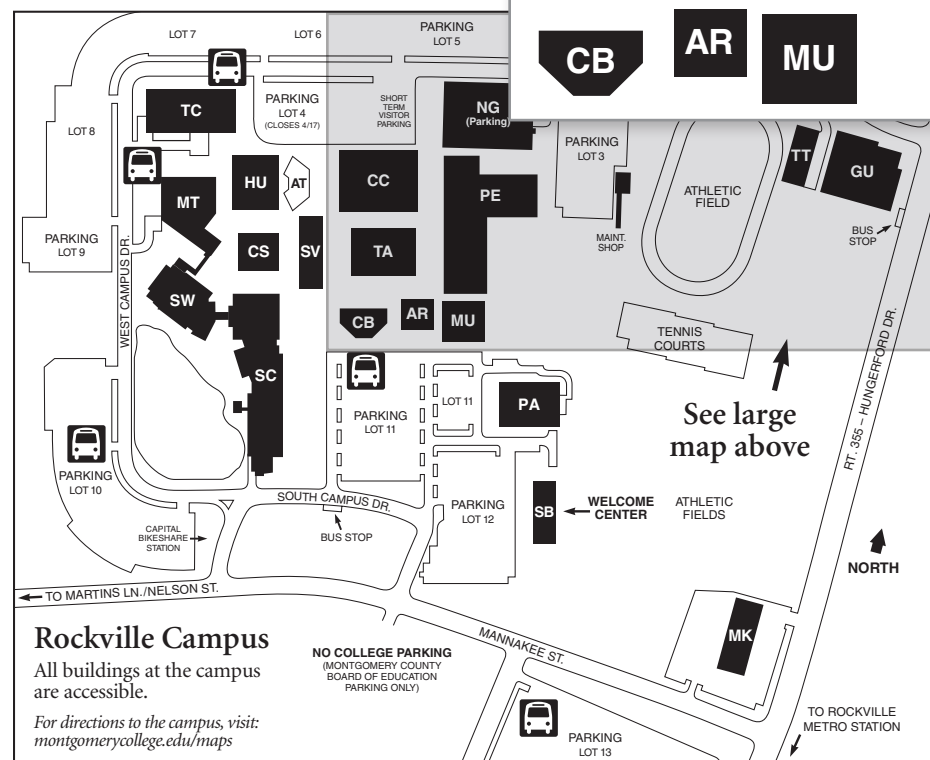 CB
AR
MU
LOT 7
LOT 6
PARKING
LOT 5
TC
PARKING
LOT 4
(CLOSES 4/17)
SHORT
TERM
VISITOR
PARKING
NG
(Parking)
LOT 8
PARKING
LOT 3
TT
GU
HU
AT
CC
PE
ATHLETIC
FIELD
MT
MAINT.
SHOP
BUS
STOP
PARKING
LOT 9
CS
SV
TA
WEST CAMPUS DR.
SW
CB
AR
MU
TENNIS
COURTS
RT. 355 – HUNGERFORD DR.
SC
PARKING
LOT 11
LOT 11
PA
See large
map above
PARKING
LOT 10
SOUTH CAMPUS DR.
PARKING
LOT 12
SB
WELCOME
CENTER
ATHLETIC
FIELDS
CAPITAL
BIKESHARE
STATION
BUS STOP
NORTH
TO MARTINS LN./NELSON ST.
MANNAKEE ST.
MK
Rockville Campus
All buildings at the campus
are accessible.
For directions to the campus, visit:
montgomerycollege.edu/maps
NO COLLEGE PARKING
(MONTGOMERY COUNTY
BOARD OF EDUCATION
PARKING ONLY)
PARKING
LOT 13
TO ROCKVILLE
METRO STATION